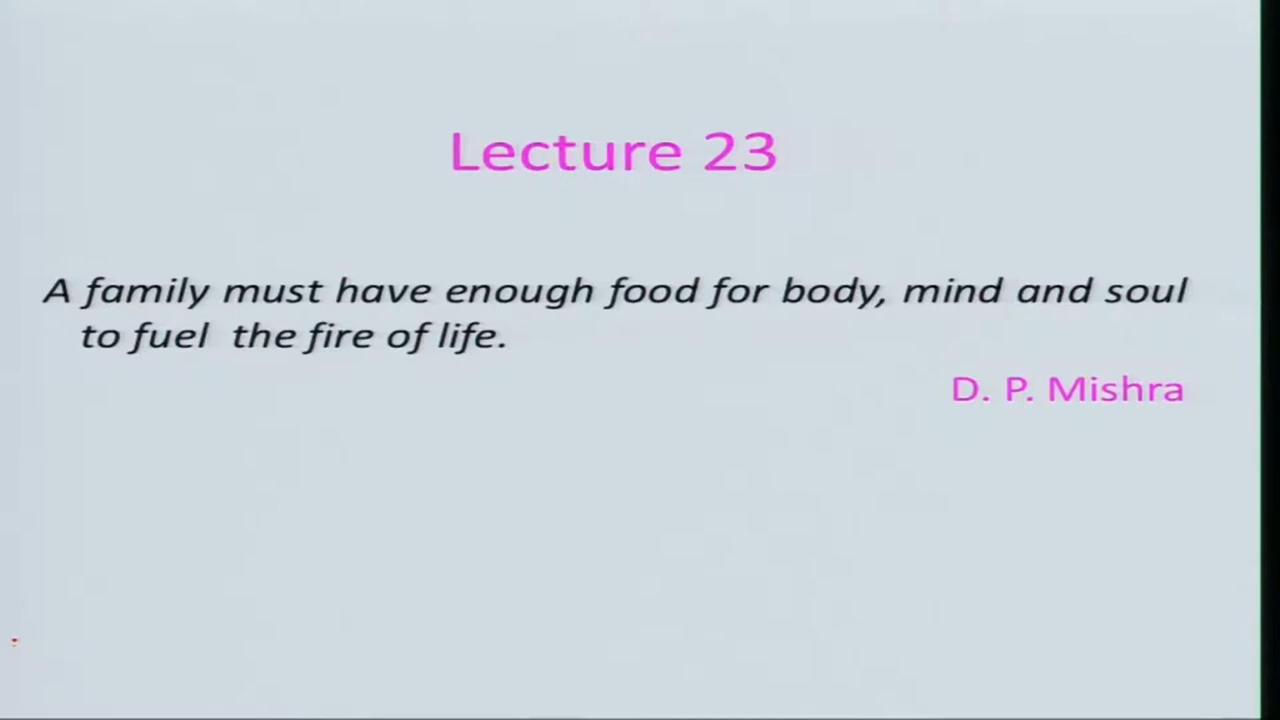 Lecture 23
A family must have enough food for body, mind and soul
to fuel the fire of life.
D. P. Mishra